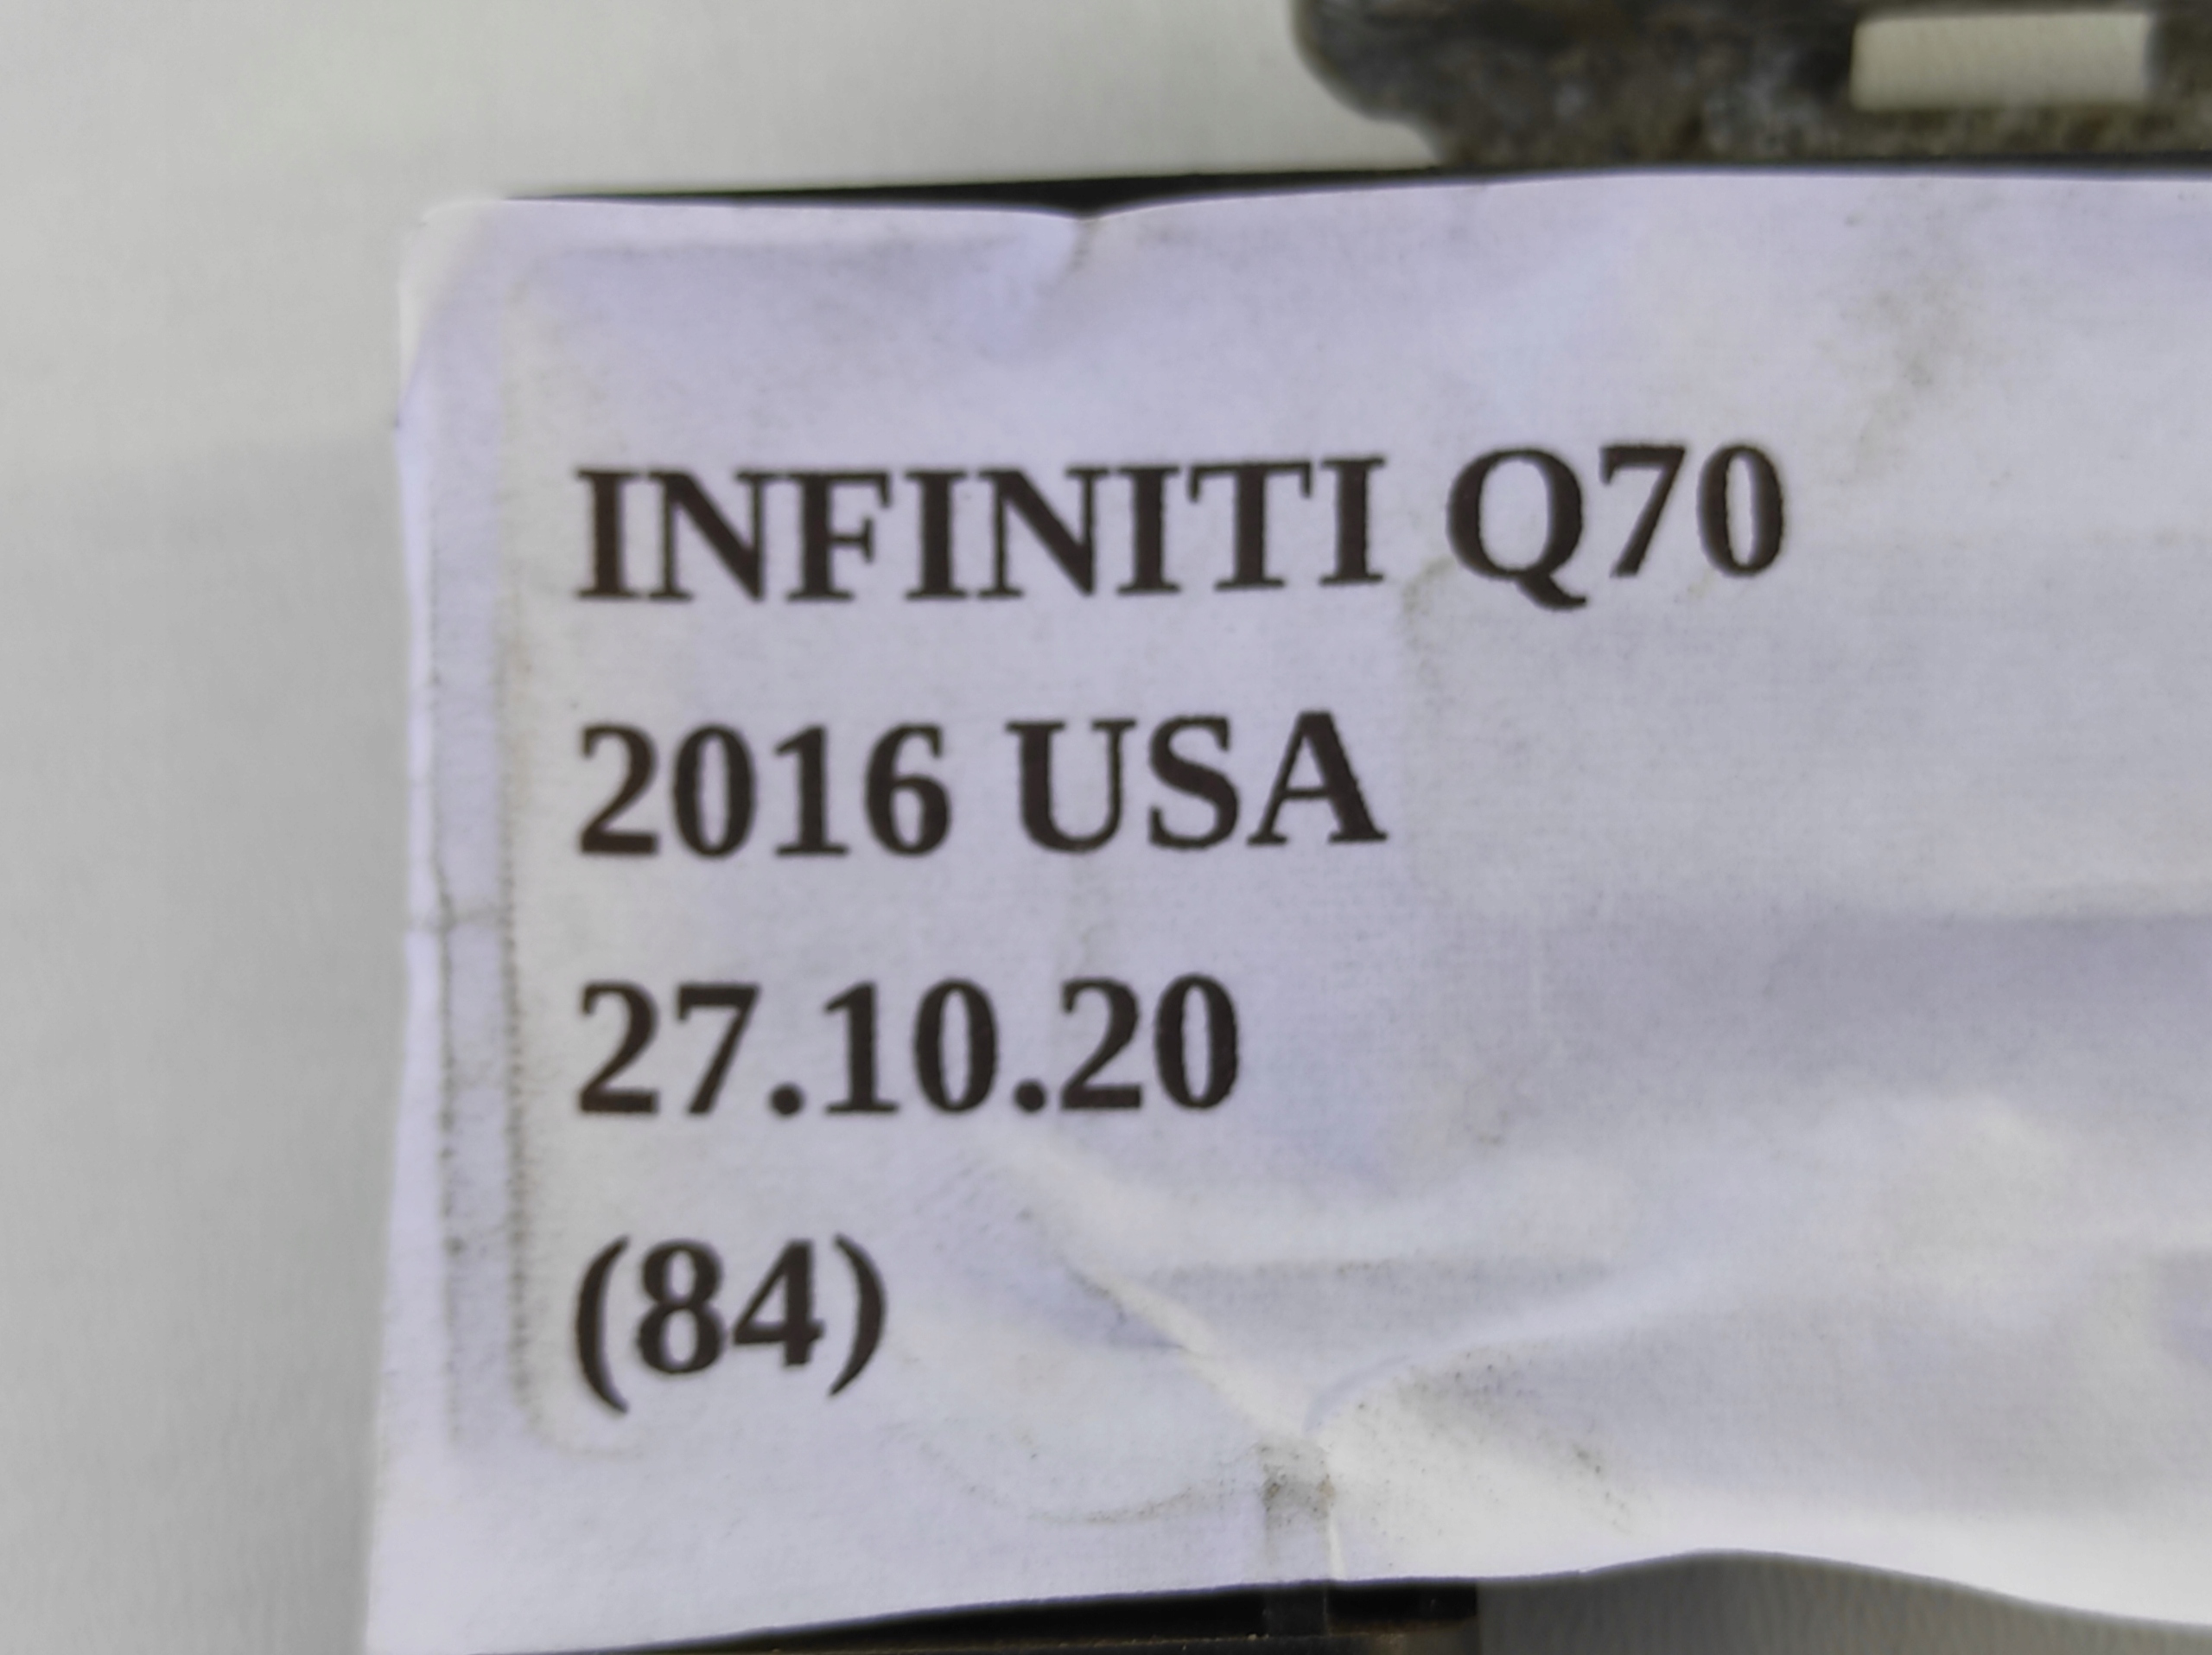 INFINITI Q70
2016 USA
27.10.20
(84)